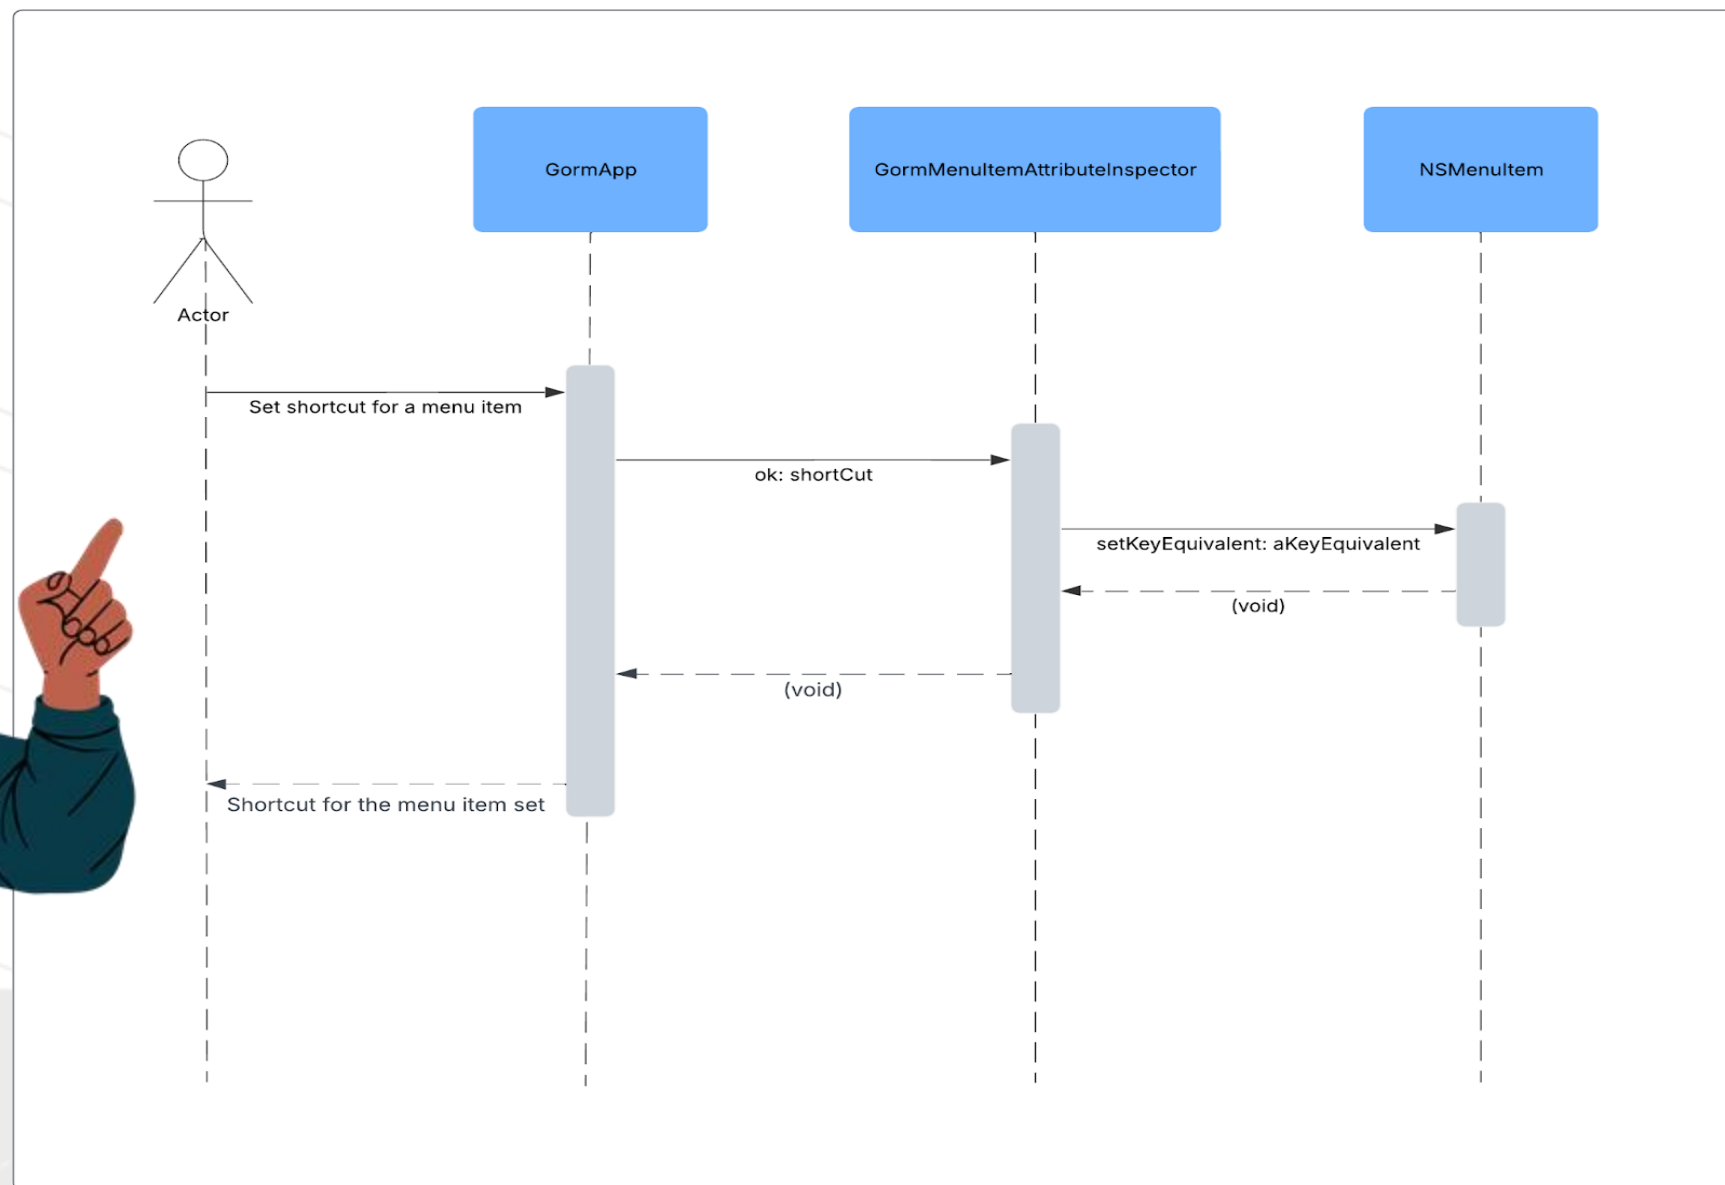 GormApp
GormMenuItemAttributeInspector
NSMenuItem
Actor
Set shortcut for a menu item
ok: shortCut
setKeyEquivalent: aKeyEquivalent
(void)
(void)
Shortcut for the menu item set